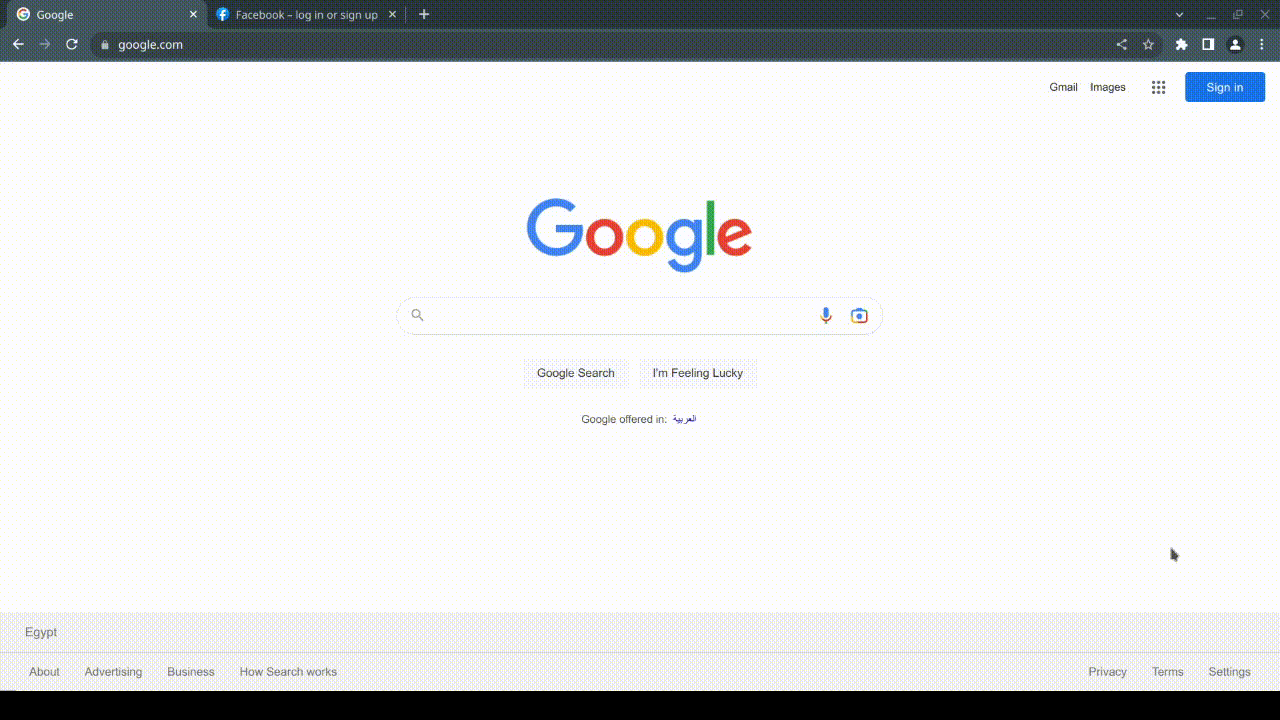 Google
Facebook – log in or sign up
google.com
Gmail Images
Sign in
Google
Google Search
I'm Feeling Lucky
Google offered in: العربية
Egypt
About Advertising Business How Search works
Privacy Terms Settings